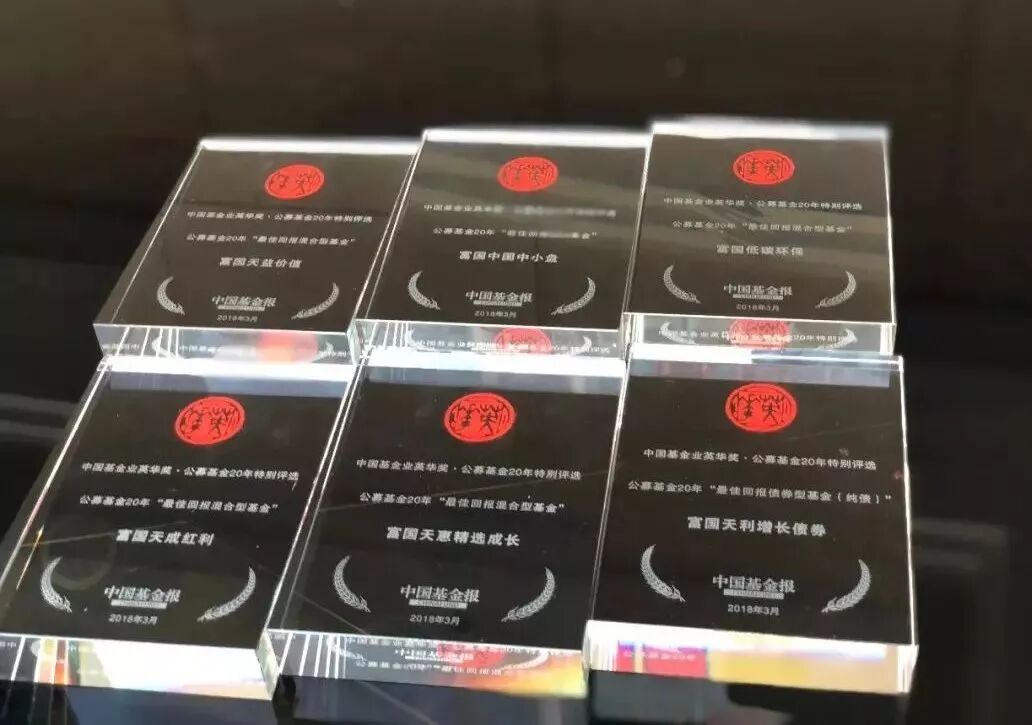 中国基金业英华奖·公募基金20年特别评选
公募基金20年“最佳回报混合型基金”
富国天益价值
中国基金报
CHINA FUND
2018年3月
中国基金业英
公募基金20年“最佳回报
富国中国中小盘
中国基金报
2018年3月
中国基金业英华奖·公募基金20年特别评选
公募基金20年“最佳回报混合型基金”
富国低碳环保
中国基金报
2018年3月
中国基金业英华奖·公募基金20年特别评选
公募基金20年“最佳回报混合型基金”
富国天成红利
中国基金报
2018年3月
中国基金业英华奖·公募基金20年特别评选
公募基金20年“最佳回报混合型基金”
富国天惠精选成长
中国基金报
2018年3月
中国基金业英华奖·公募基金20年特别评选
公募基金20年“最佳回报债券型基金（纯债）”
富国天利增长债券
中国基金报
2018年3月